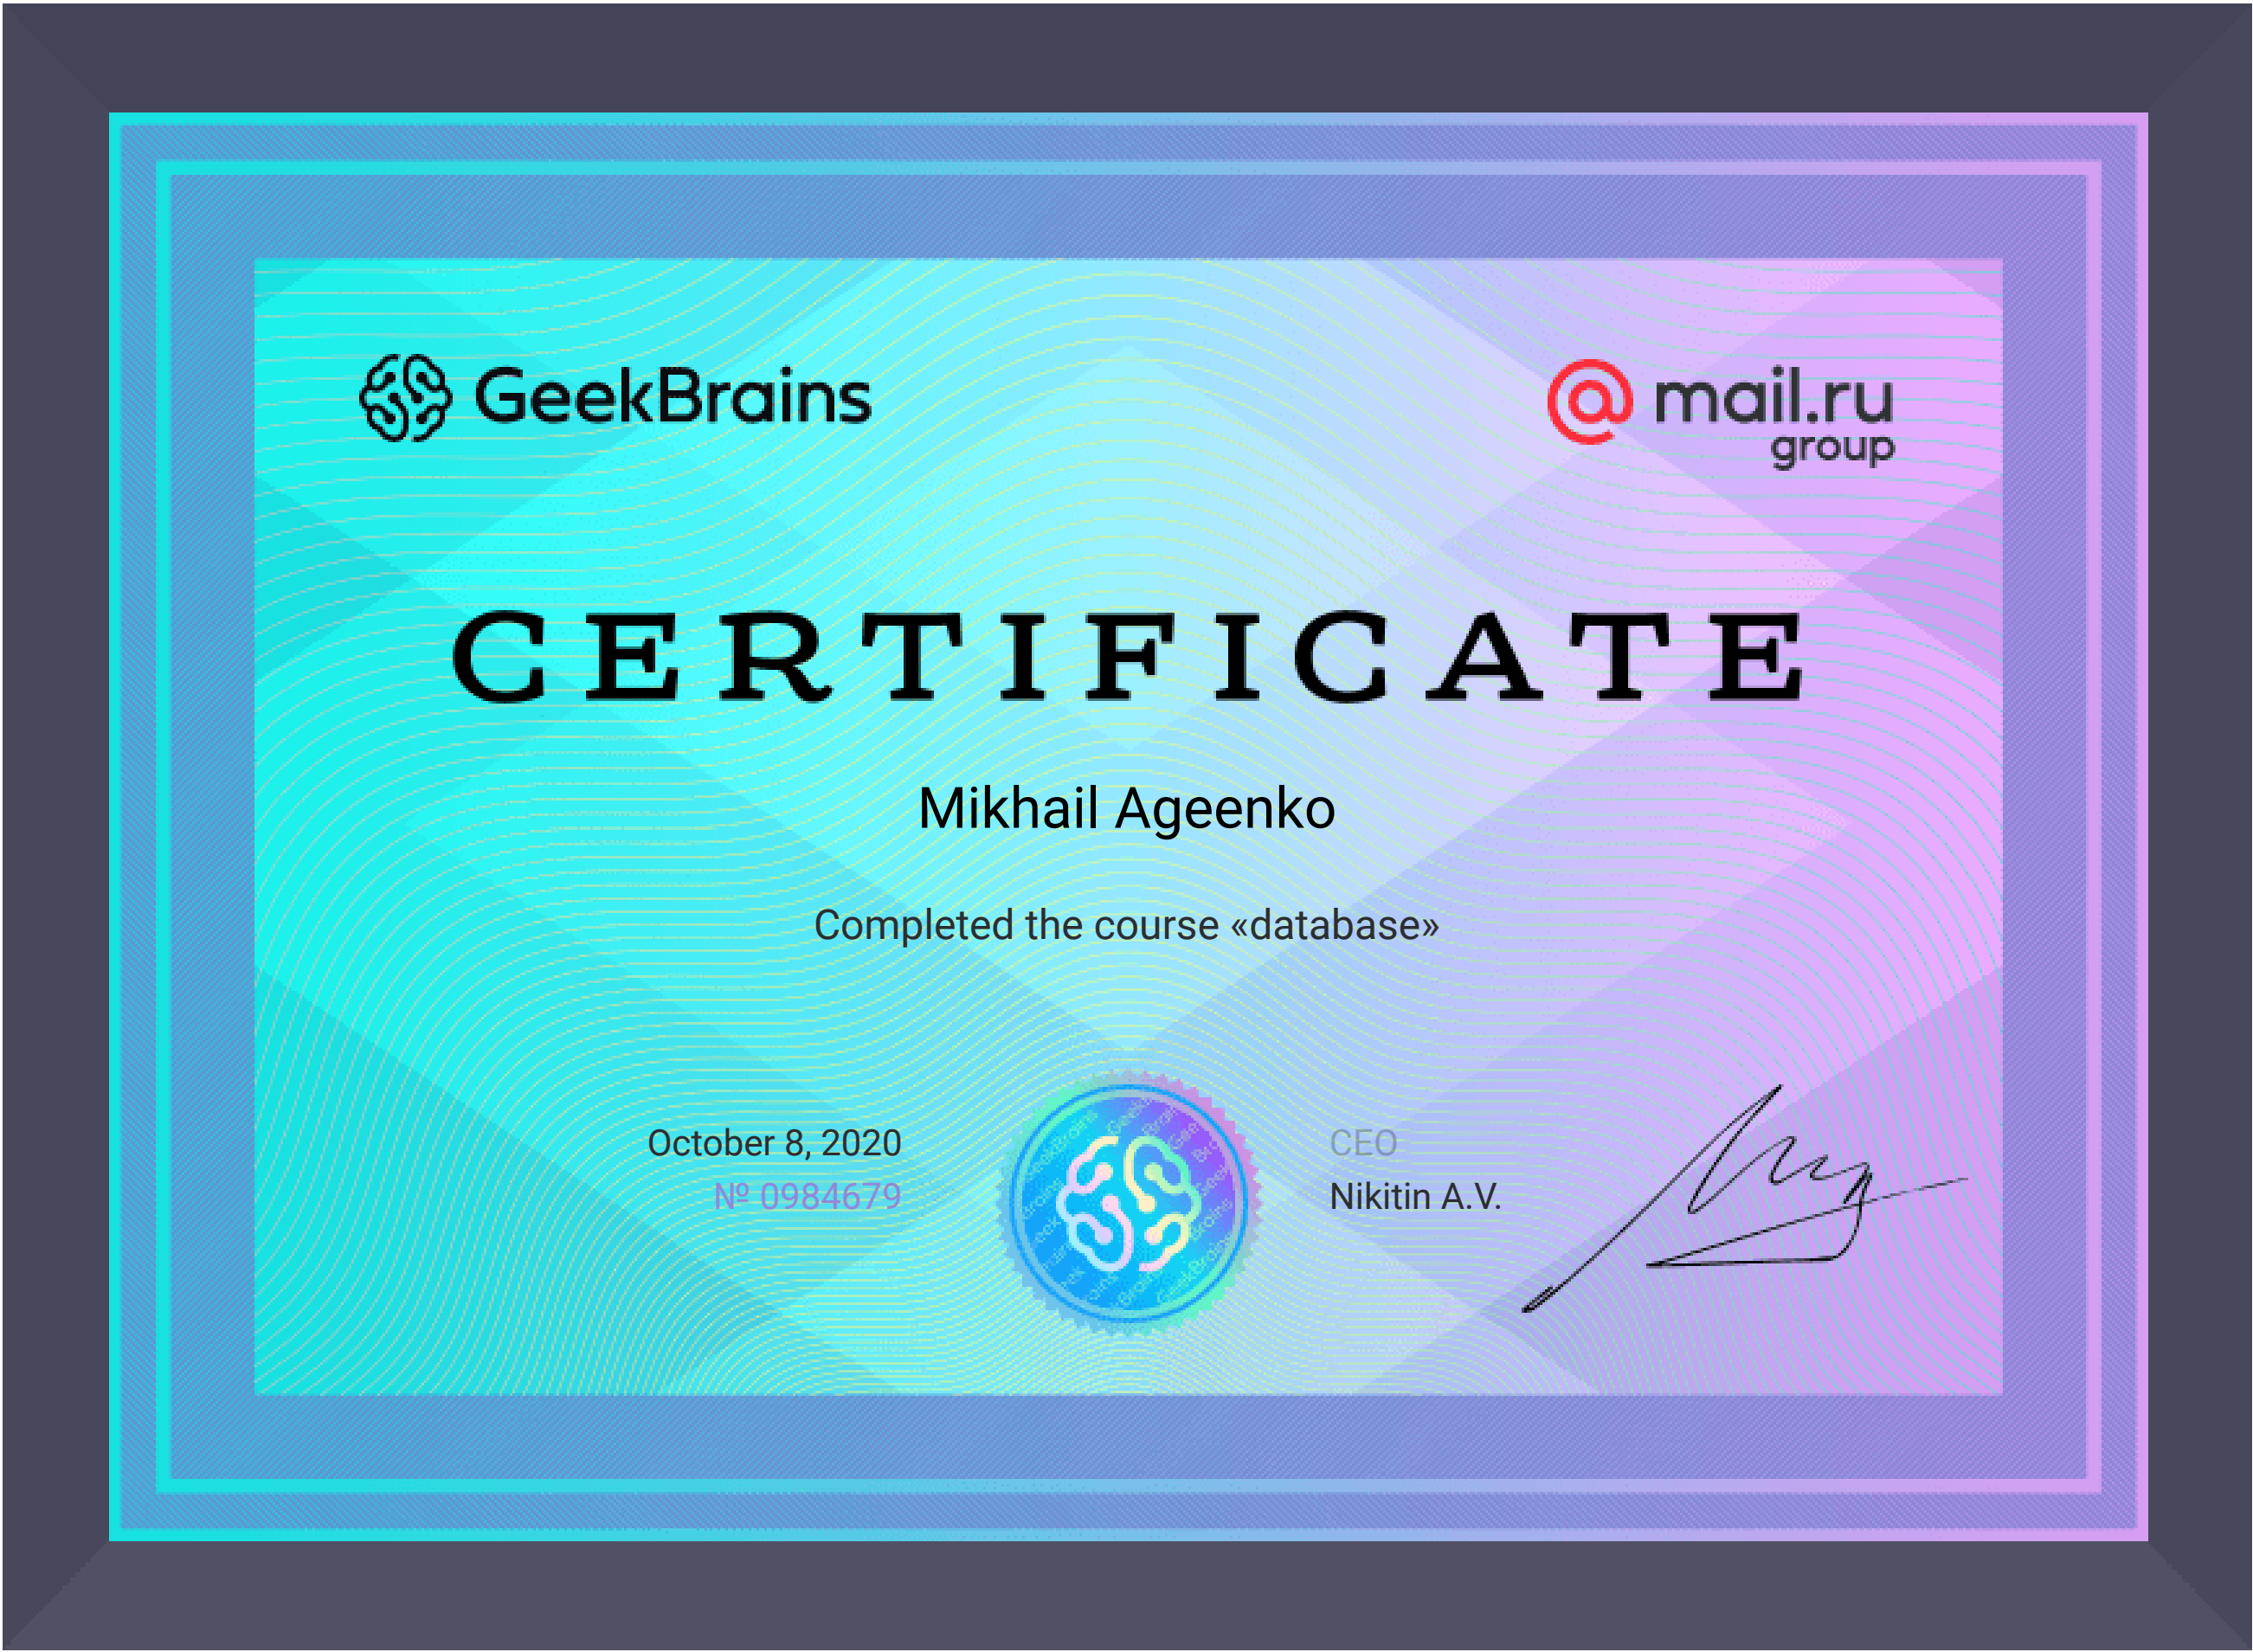 GeekBrains
@mail.ru
group
CERTIFICATE
Mikhail Ageenko
Completed the course «database»
October 8, 2020
№ 0984679
CEO
Nikitin A.V.